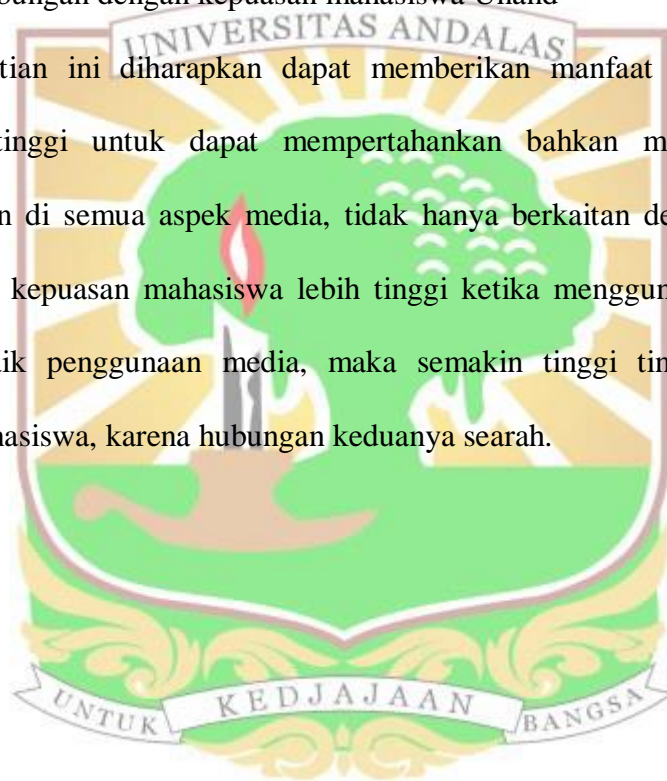 bungan dengan kepuasan mahasiswa Unand
UNIVERSITAS ANDALAS
tian ini diharapkan dapat memberikan manfaat
tinggi untuk dapat mempertahankan bahkan m
n di semua aspek media, tidak hanya berkaitan de
kepuasan mahasiswa lebih tinggi ketika menggun
ik penggunaan media, maka semakin tinggi tin
asiswa, karena hubungan keduanya searah.
UNTUK KEDJAJAAN BANGSA